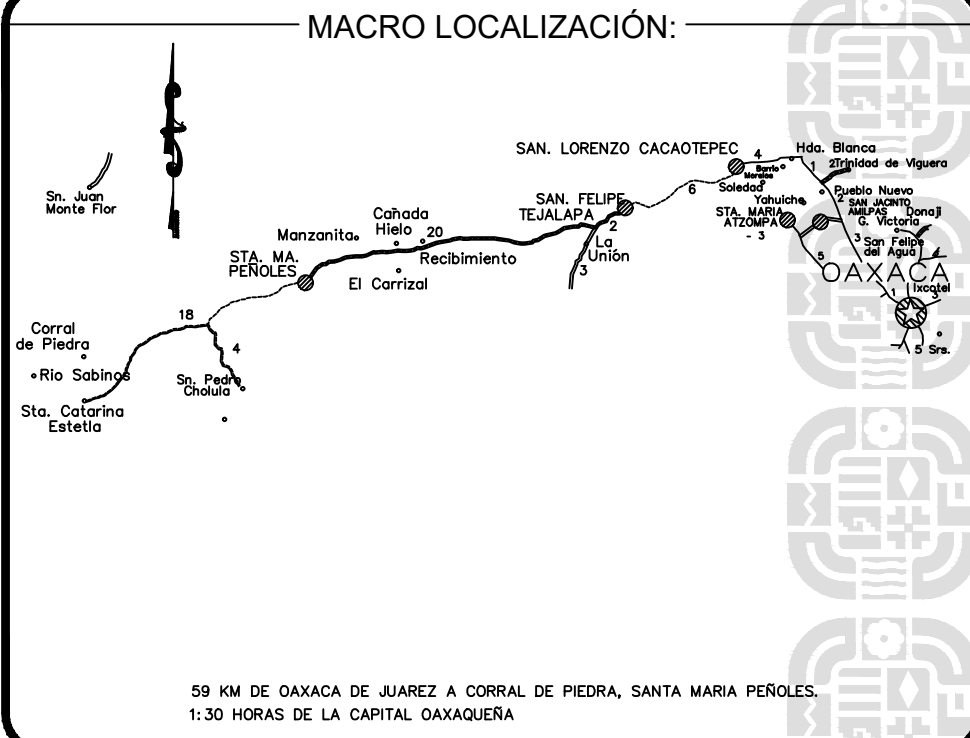 MACRO LOCALIZACIÓN:
SAN. LORENZO CACAOTEPEC
4
Hda. Blanca
Barrio
Morelos
1
2
Trinidad de Viguera
Soledad
6
Yahuiche
Pueblo Nuevo
2
SAN JACINTO
AMILPAS
Donaji
G. Victoria
STA. MARIA
ATZOMPA
- 3
3
San Felipe
del Agua
4
5
OAXACA
Ixcotel
1
3
5 Srs.
Sn. Juan
Monte Flor
SAN. FELIPE
TEJALAPA
2
La
Unión
3
Cañada
Hielo
20
Manzanita
Recibimiento
STA. MA.
PEÑOLES
El Carrizal
18
Corral
de Piedra
4
Rio Sabinos
Sn. Pedro
Cholula
Sta. Catarina
Estetla
59 KM DE OAXACA DE JUAREZ A CORRAL DE PIEDRA, SANTA MARIA PEÑOLES.
1:30 HORAS DE LA CAPITAL OAXAQUEÑA